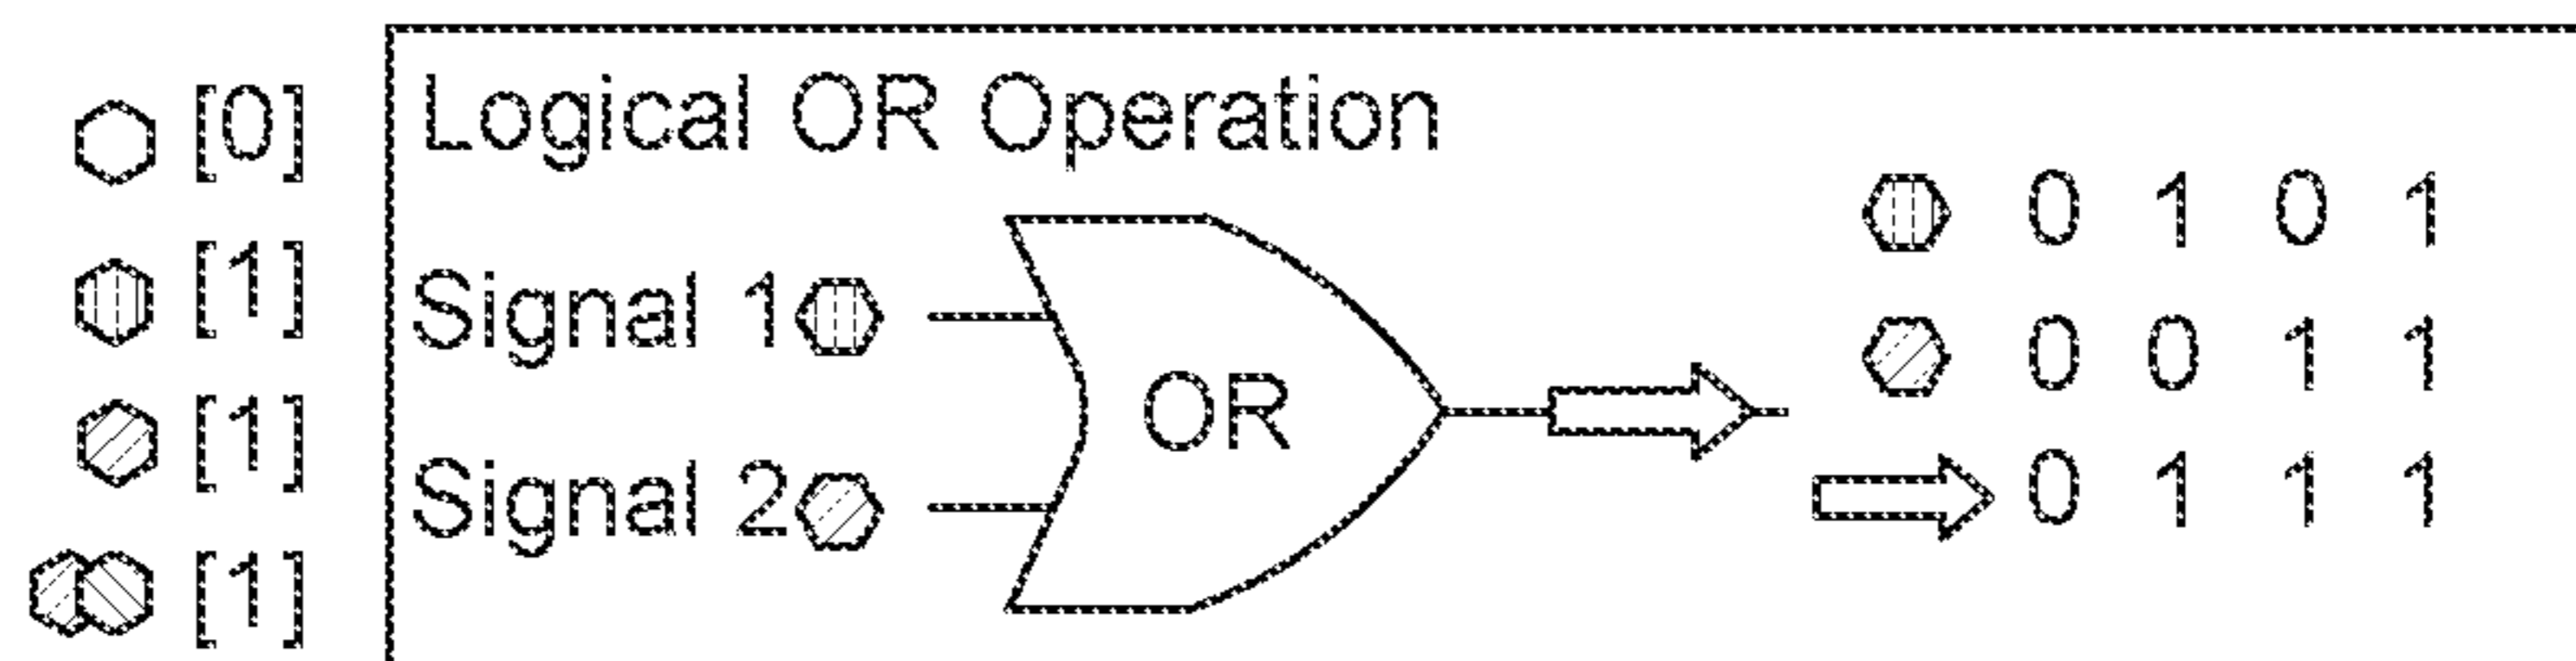 [0]
[1]
[1]
[1]
Logical OR Operation
Signal 1
Signal 2
OR
0 1 0 1
0 0 1 1
0 1 1 1